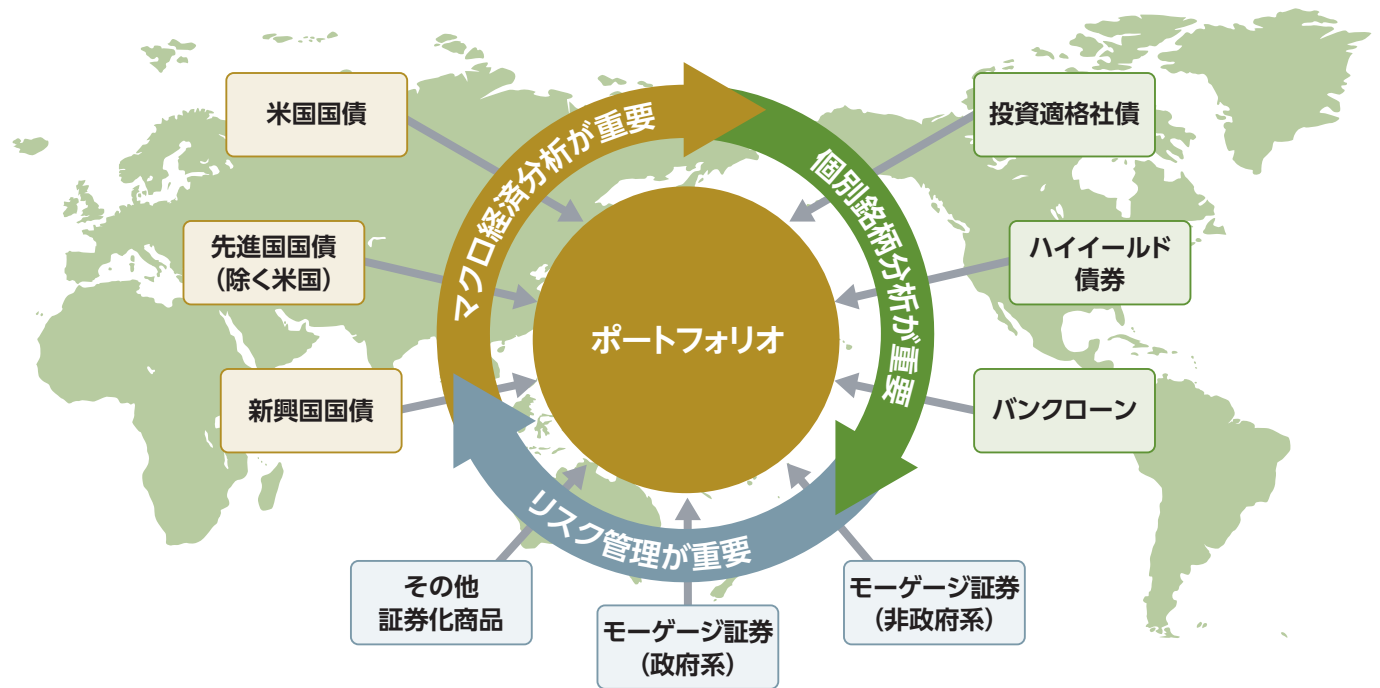 米国国債
先進国国債
（除く米国）
新興国国債
マクロ経済分析が重要
個別銘柄分析が重要
リスク管理が重要
ポートフォリオ
投資適格社債
ハイイールド
債券
バンクローン
その他
証券化商品
モーゲージ証券
（政府系）
モーゲージ証券
（非政府系）